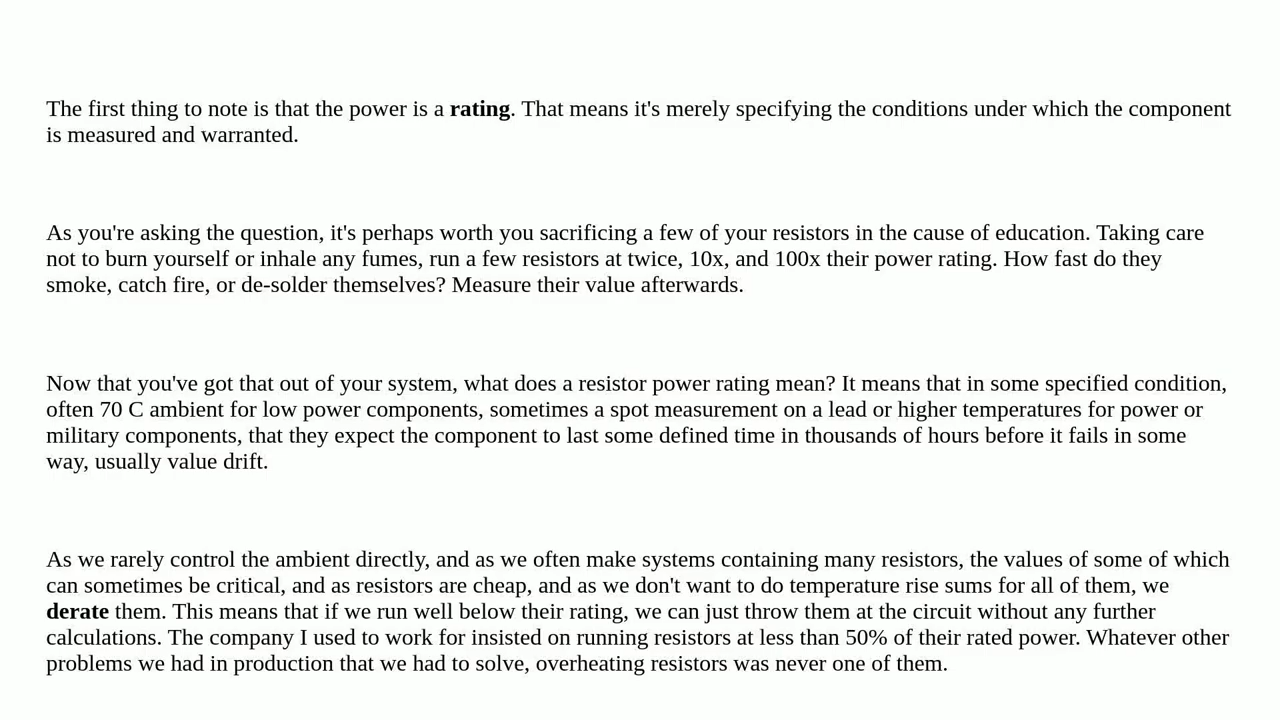 The first thing to note is that the power is a rating. That means it's merely specifying the conditions under which the component
is measured and warranted.
As you're asking the question, it's perhaps worth you sacrificing a few of your resistors in the cause of education. Taking care
not to burn yourself or inhale any fumes, run a few resistors at twice, 10x, and 100x their power rating. How fast do they
smoke, catch fire, or de-solder themselves? Measure their value afterwards.
Now that you've got that out of your system, what does a resistor power rating mean? It means that in some specified condition,
often 70 C ambient for low power components, sometimes a spot measurement on a lead or higher temperatures for power or
military components, that they expect the component to last some defined time in thousands of hours before it fails in some
way, usually value drift.
As we rarely control the ambient directly, and as we often make systems containing many resistors, the values of some of which
can sometimes be critical, and as resistors are cheap, and as we don't want to do temperature rise sums for all of them, we
derate them. This means that if we run well below their rating, we can just throw them at the circuit without any further
calculations. The company I used to work for insisted on running resistors at less than 50% of their rated power. Whatever other
problems we had in production that we had to solve, overheating resistors was never one of them.